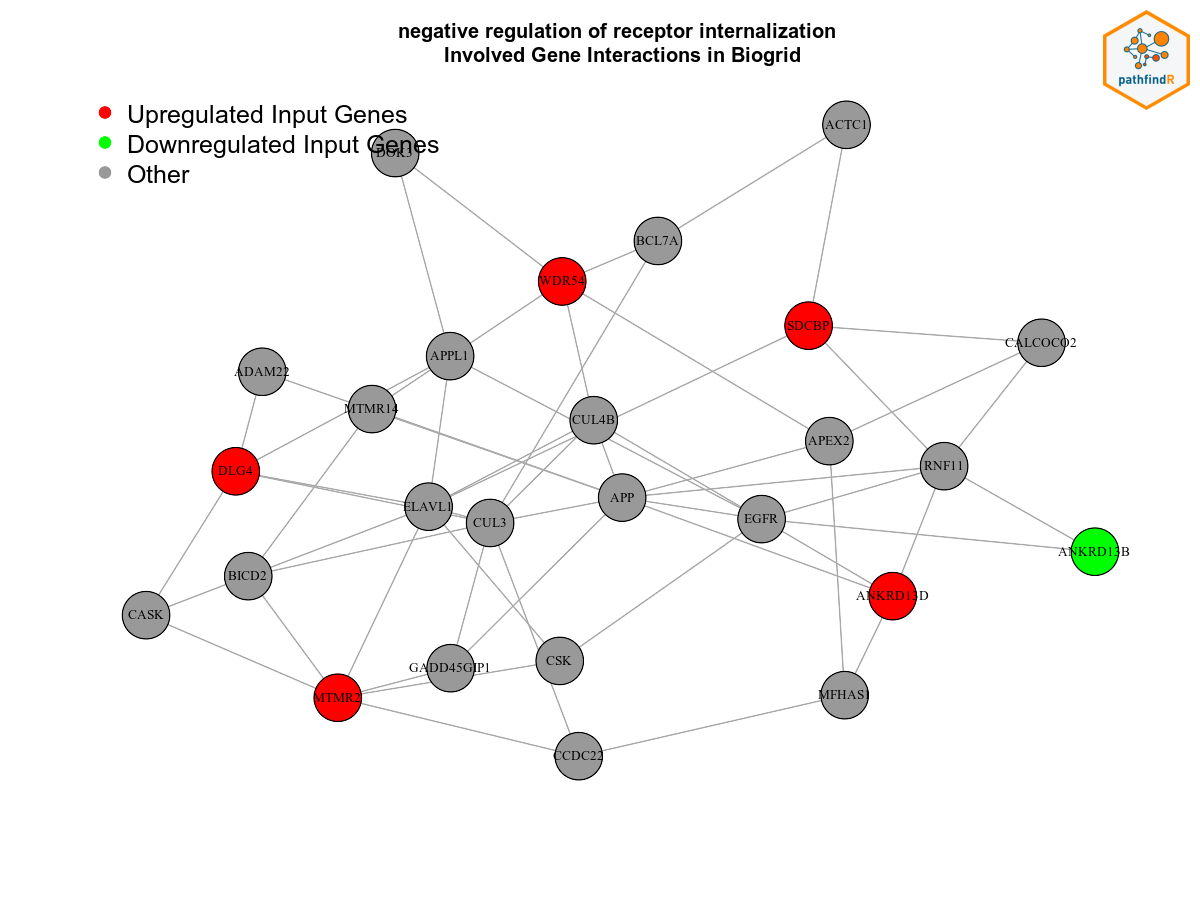 negative regulation of receptor internalization
Involved Gene Interactions in Biogrid
pathfindR
Upregulated Input Genes
Downregulated Input Genes
Other
ACTC1
DOK3
BCL7A
WDR54
SDCBP
CALCOCO2
APPL1
ADAM22
MTMR14
CUL4B
APEX2
RNF11
DLG4
APP
ELAVL1
CUL3
EGFR
ANKRD13B
BICD2
ANKRD13D
CASK
CSK
GADD45GIP1
MTMR2
MFHAS1
CCDC22